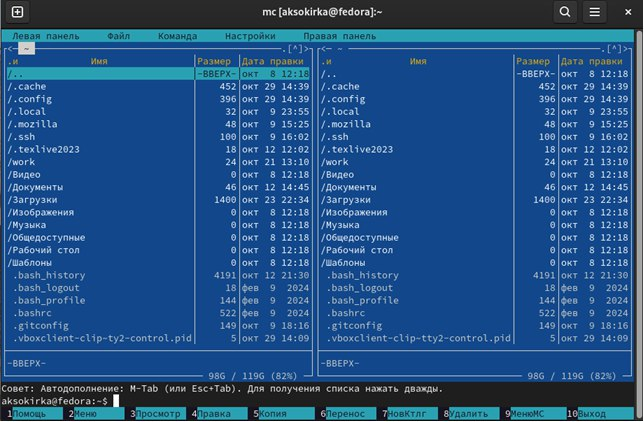 mc [aksokirka@fedora]:~
Левая панель Файл Команда Настройки Правая панель
<— ~ .[^]> <— ~ .[^]>
.и Имя Размер Дата правки .и Имя Размер Дата правки
/.. -ВВЕРХ- окт 8 12:18 /.. -ВВЕРХ- окт 8 12:18
/.cache 452 окт 29 14:39 /.cache 452 окт 29 14:39
/.config 396 окт 29 14:39 /.config 396 окт 29 14:39
/.local 32 окт 9 23:55 /.local 32 окт 9 23:55
/.mozilla 48 окт 9 15:25 /.mozilla 48 окт 9 15:25
/.ssh 100 окт 9 16:02 /.ssh 100 окт 9 16:02
/.texlive2023 18 окт 12 12:02 /.texlive2023 18 окт 12 12:02
/work 24 окт 21 13:10 /work 24 окт 21 13:10
/Видео 0 окт 8 12:18 /Видео 0 окт 8 12:18
/Документы 46 окт 12 14:45 /Документы 46 окт 12 14:45
/Загрузки 1400 окт 23 22:34 /Загрузки 1400 окт 23 22:34
/Изображения 0 окт 8 12:18 /Изображения 0 окт 8 12:18
/Музыка 0 окт 8 12:18 /Музыка 0 окт 8 12:18
/Общедоступные 0 окт 8 12:18 /Общедоступные 0 окт 8 12:18
/Рабочий стол 0 окт 8 12:18 /Рабочий стол 0 окт 8 12:18
/Шаблоны 0 окт 8 12:18 /Шаблоны 0 окт 8 12:18
.bash_history 4191 окт 12 21:30 .bash_history 4191 окт 12 21:30
.bash_logout 18 фев 9 2024 .bash_logout 18 фев 9 2024
.bash_profile 144 фев 9 2024 .bash_profile 144 фев 9 2024
.bashrc 522 фев 9 2024 .bashrc 522 фев 9 2024
.gitconfig 149 окт 9 18:16 .gitconfig 149 окт 9 18:16
.vboxclient-clip~ty2-control.pid 5 окт 29 14:09 .vboxclient-clip~tty2-control.pid 5 окт 29 14:09
-ВВЕРХ- -ВВЕРХ-
98G / 119G (82%) 98G / 119G (82%)
Совет: Автодополнение: M-Tab (или Esc+Tab). Для получения списка нажать дважды.
aksokirka@fedora:~$
1Помощь 2Меню 3Просмотр 4Правка 5Копия 6Перенос 7НовКтлг 8Удалить 9МенюМС 10Выход